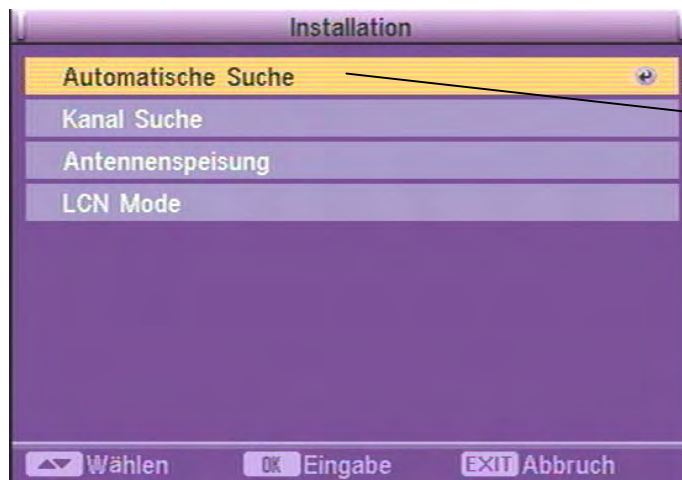 Installation
Automatische Suche
Kanal Suche
Antennenspeisung
LCN Mode
Wählen OK Eingabe EXIT Abbruch